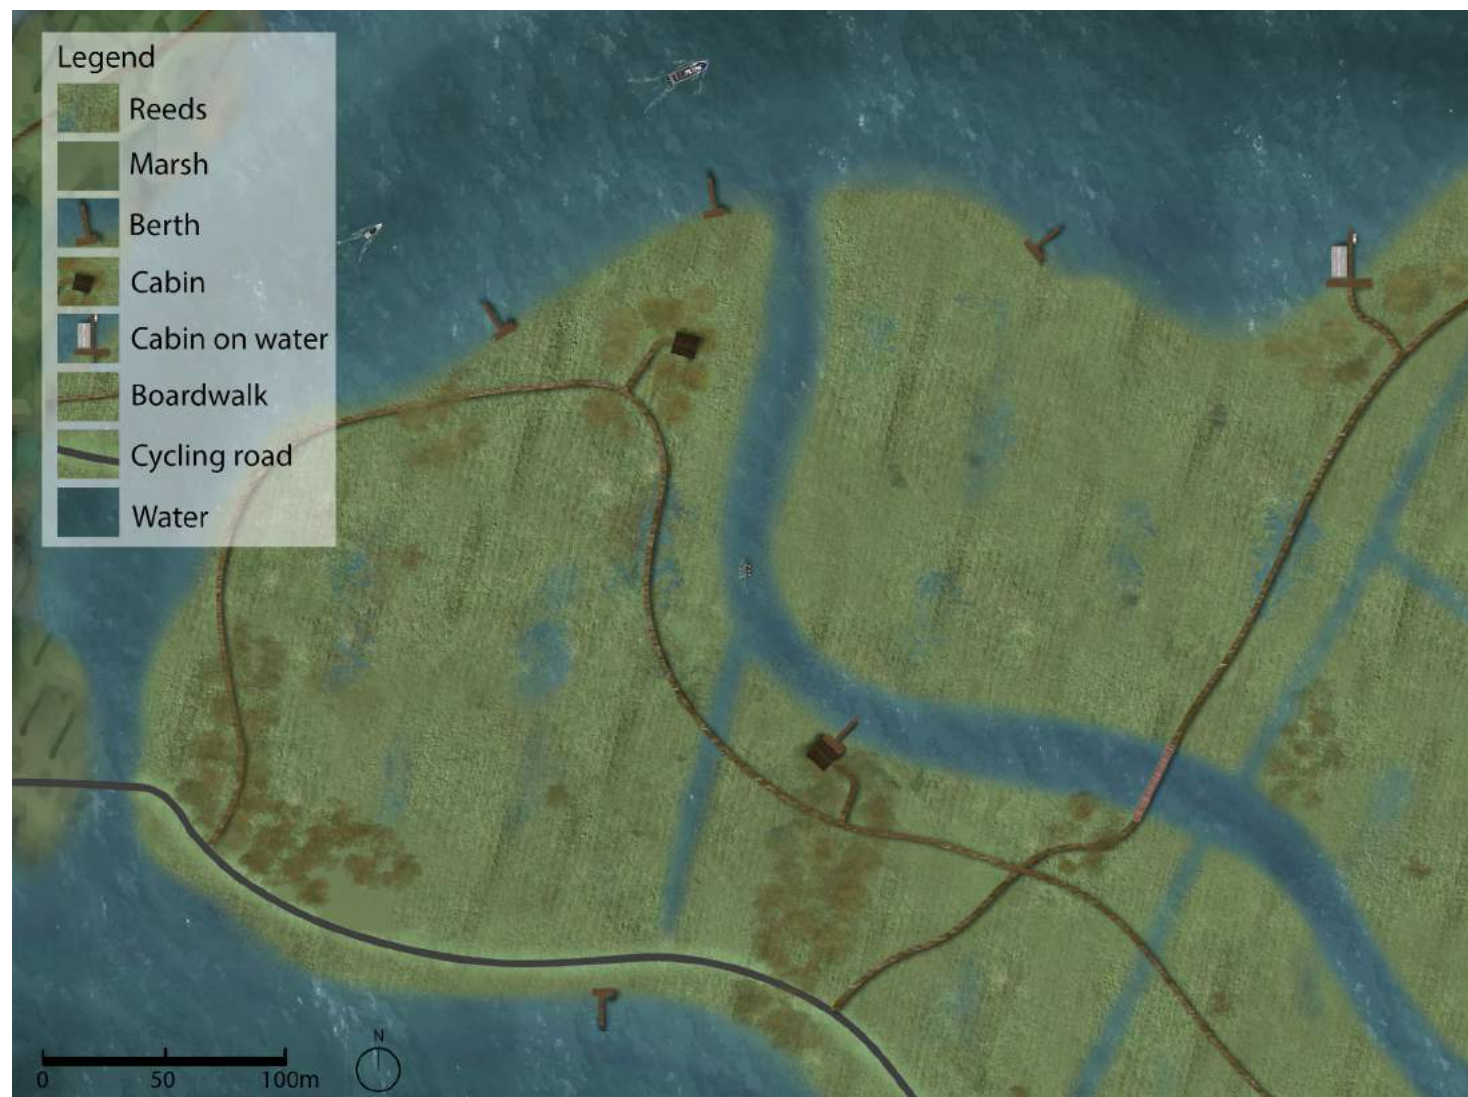 Legend
Reeds
Marsh
Berth
Cabin
Cabin on water
Boardwalk
Cycling road
Water
N
0 50 100m